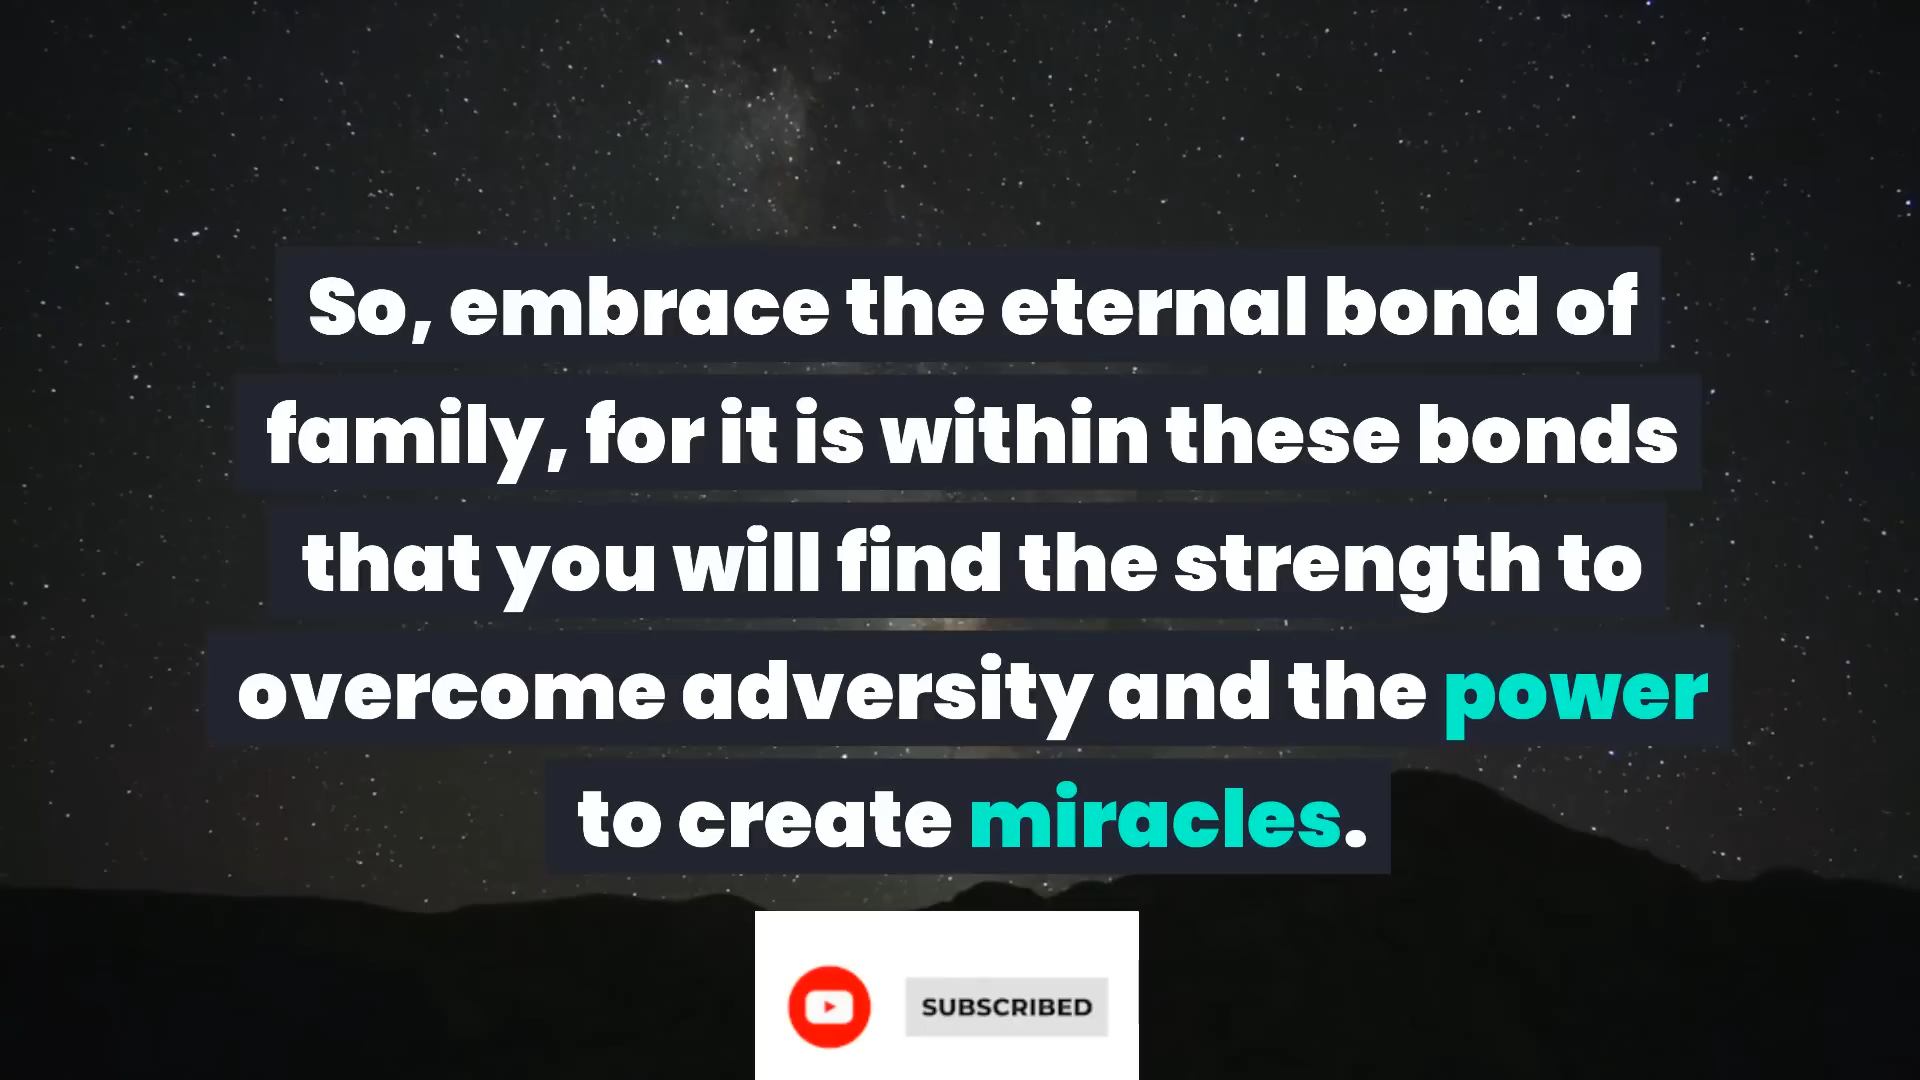 So, embrace the eternal bond of
family, for it is within these bonds
that you will find the strength to
overcome adversity and the power
to create miracles.
SUBSCRIBED